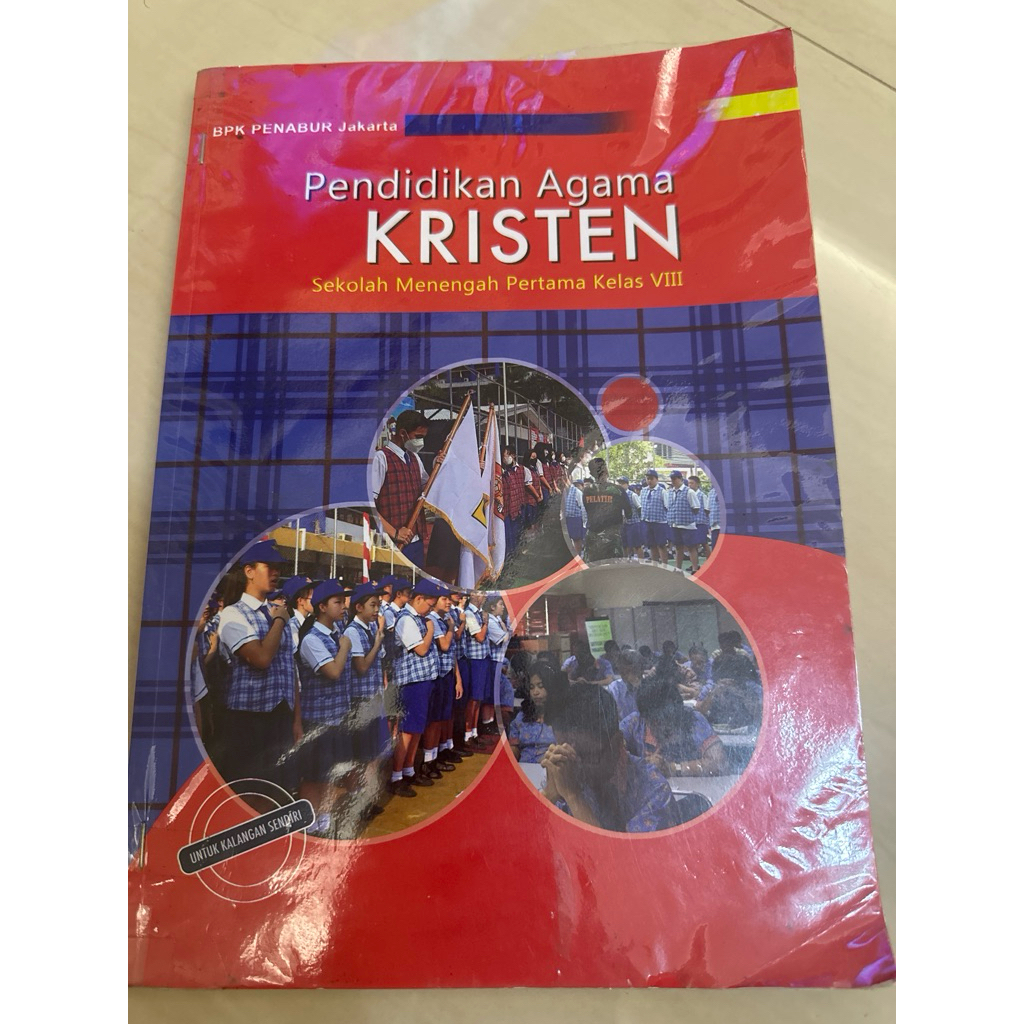 BPK PENABUR Jakarta
Pendidikan Agama
KRISTEN
Sekolah Menengah Pertama Kelas VIII
PELATIH
UNTUK KALANGAN SENDIRI